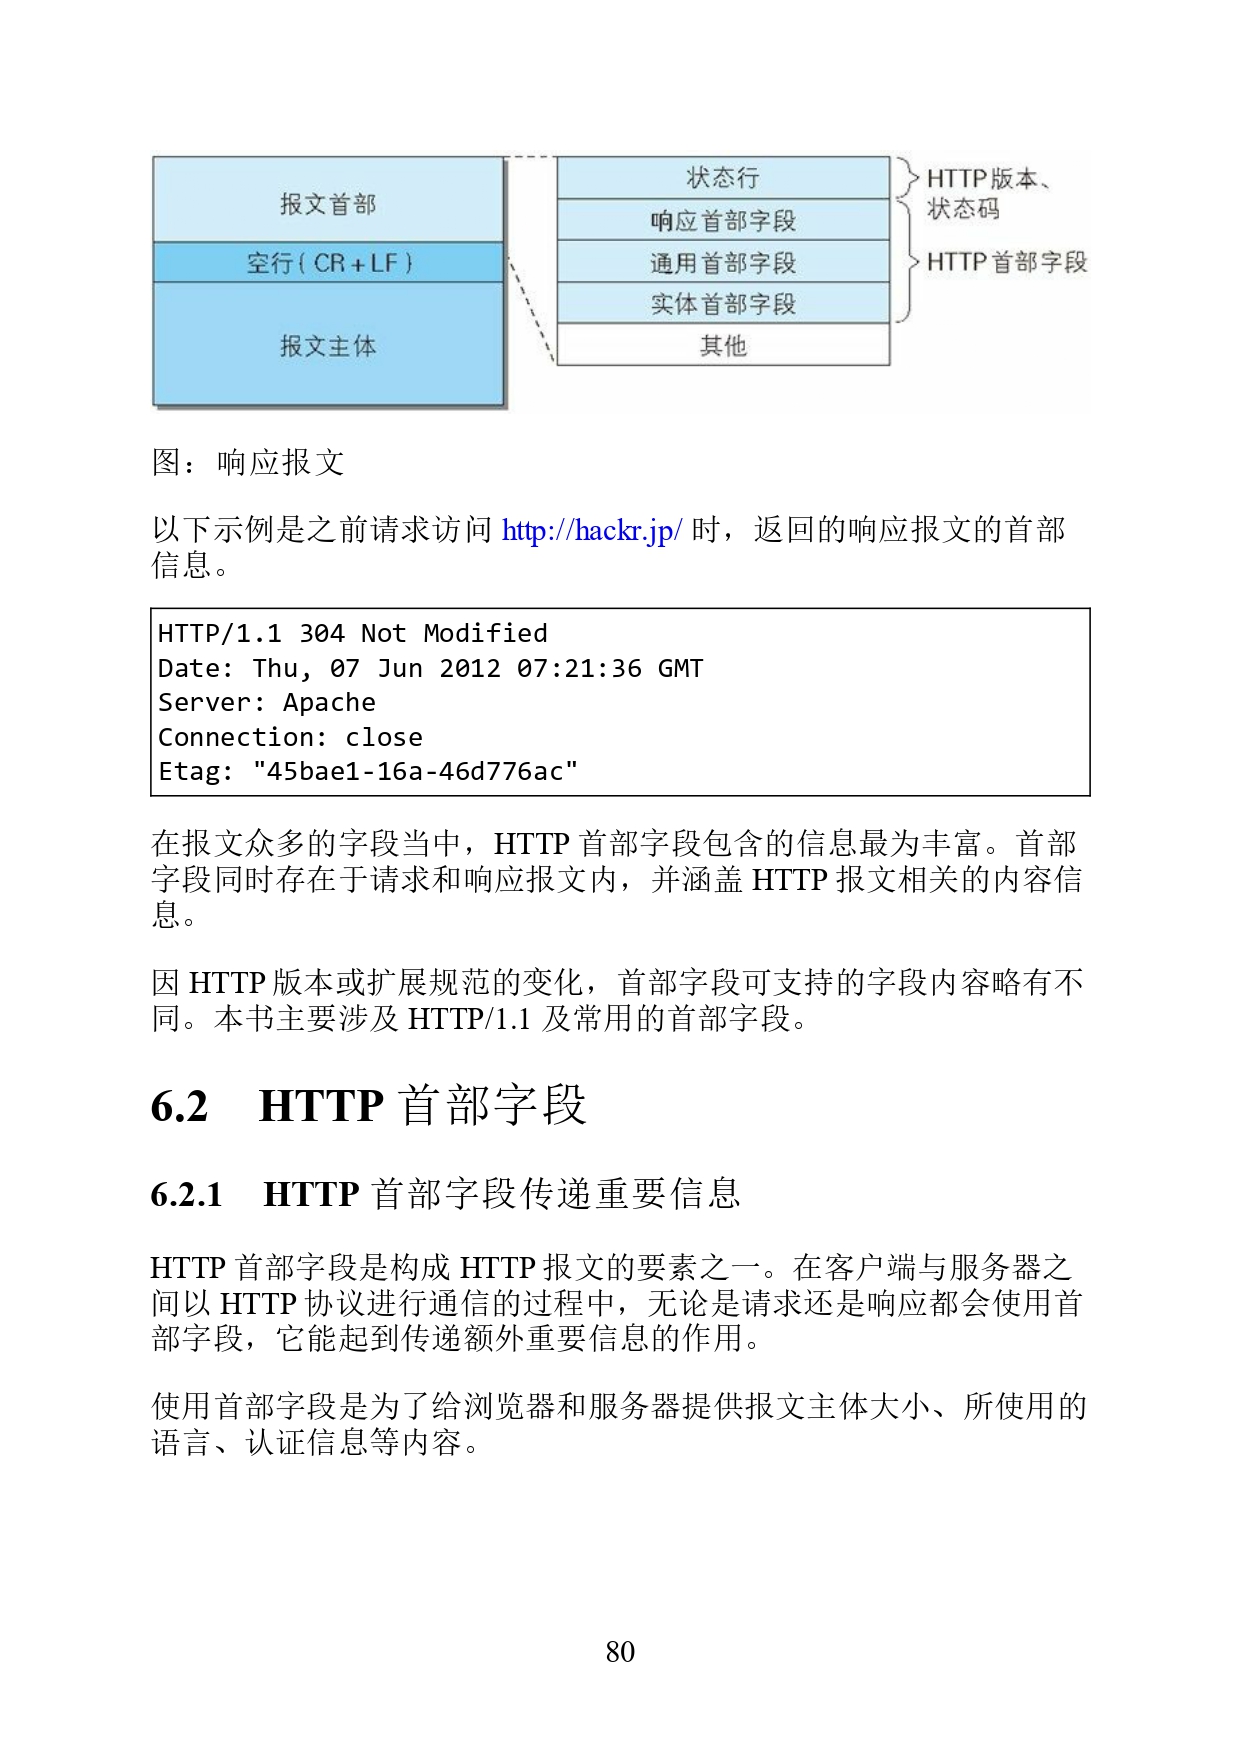 报文首部
空行(CR+LF)
报文主体
状态行
响应首部字段
通用首部字段
实体首部字段
其他
HTTP版本、
状态码
HTTP首部字段
图：响应报文
以下示例是之前请求访问 http://hackr.jp/ 时，返回的响应报文的首部
信息。
HTTP/1.1 304 Not Modified
Date: Thu, 07 Jun 2012 07:21:36 GMT
Server: Apache
Connection: close
Etag: "45bae1-16a-46d776ac"
在报文众多的字段当中，HTTP 首部字段包含的信息最为丰富。首部
字段同时存在于请求和响应报文内，并涵盖 HTTP 报文相关的内容信
息。
因 HTTP 版本或扩展规范的变化，首部字段可支持的字段内容略有不
同。本书主要涉及 HTTP/1.1 及常用的首部字段。
6.2 HTTP 首部字段
6.2.1 HTTP 首部字段传递重要信息
HTTP 首部字段是构成 HTTP 报文的要素之一。在客户端与服务器之
间以 HTTP 协议进行通信的过程中，无论是请求还是响应都会使用首
部字段，它能起到传递额外重要信息的作用。
使用首部字段是为了给浏览器和服务器提供报文主体大小、所使用的
语言、认证信息等内容。
80